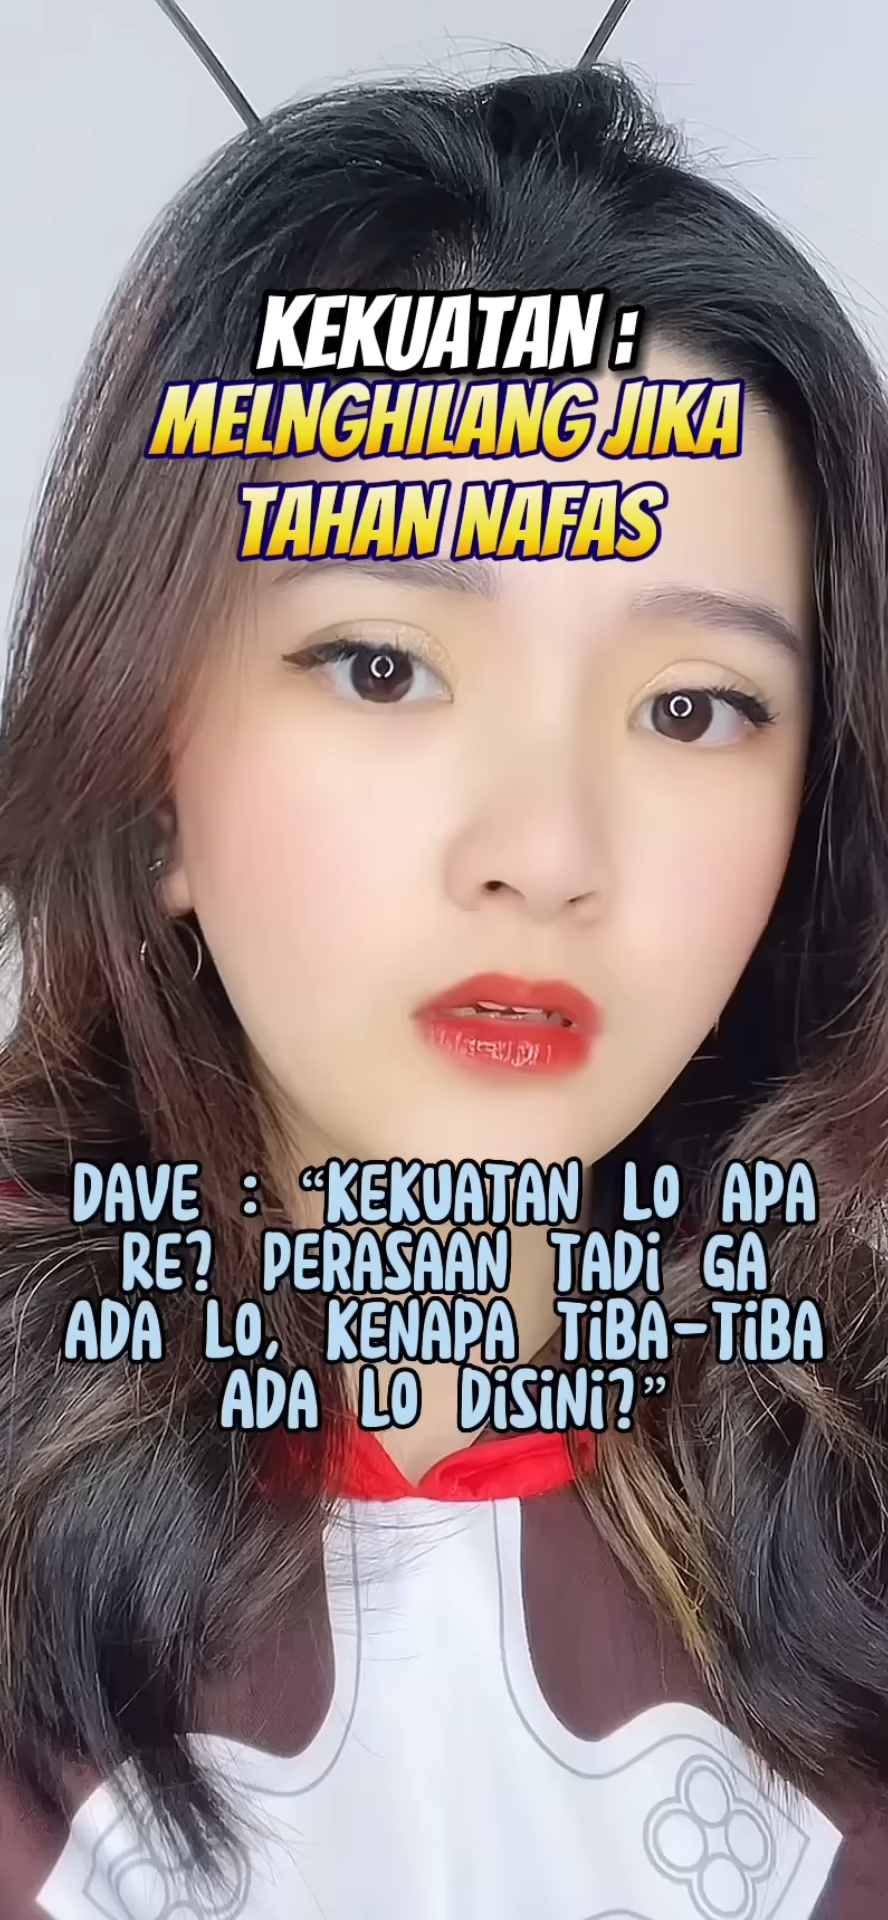 KEKUATAN :
MELNGHILANG JIKA
TAHAN NAFAS
DAVE : “KEKUATAN LO APA
RE? PERASAAN TADI GA
ADA LO, KENAPA TIBA-TIBA
ADA LO DISINI?”